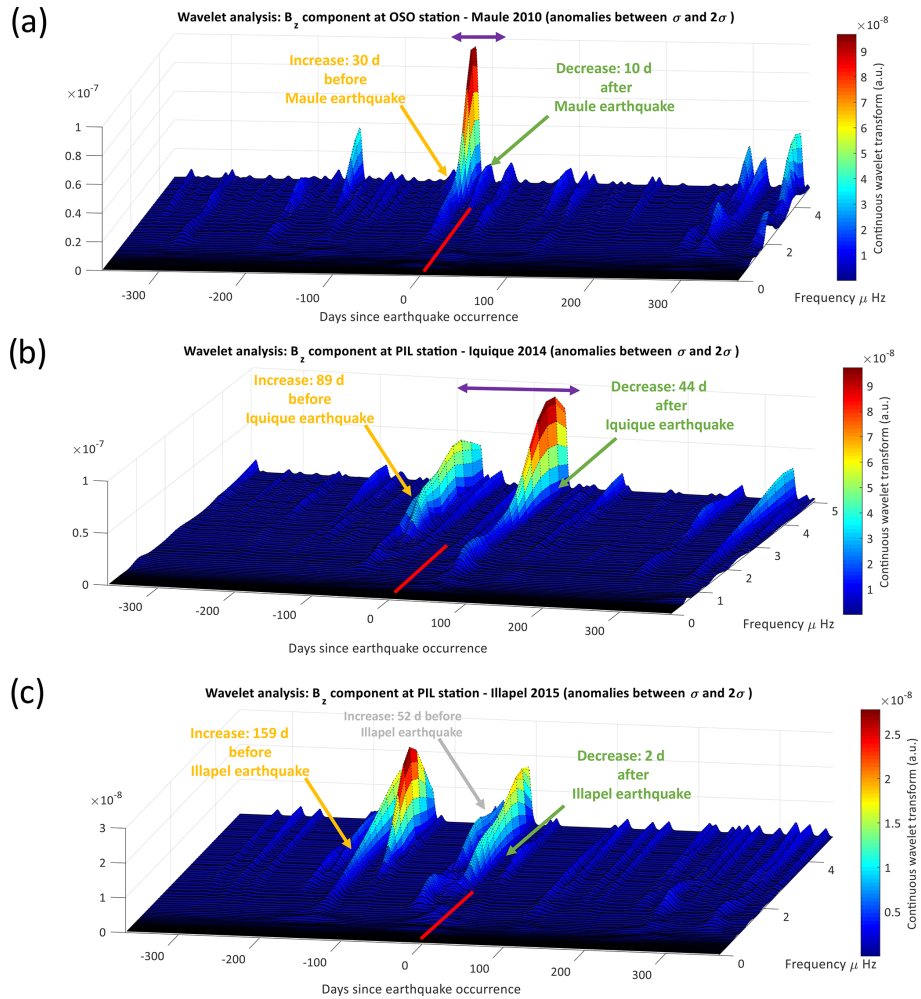 (a)
Wavelet analysis: Bz component at OSO station - Maule 2010 (anomalies between σ and 2σ )
×10-7
1
0.8
0.6
0.4
0.2
0
Increase: 30 d
before
Maule earthquake
Decrease: 10 d
after
Maule earthquake
-300
-200
-100
0
100
200
300
Days since earthquake occurrence
0
2
4
Frequency μ Hz
×10-8
9
8
7
6
5
4
3
2
1
Continuous wavelet transform (a.u.)
(b)
Wavelet analysis: Bz component at PIL station - Iquique 2014 (anomalies between σ and 2σ )
×10-7
1
0.5
0
Increase: 89 d
before
Iquique earthquake
Decrease: 44 d
after
Iquique earthquake
-300
-200
-100
0
100
200
300
Days since earthquake occurrence
0
1
2
3
4
5
Frequency μ Hz
×10-8
9
8
7
6
5
4
3
2
1
Continuous wavelet transform (a.u.)
(c)
Wavelet analysis: Bz component at PIL station - Illapel 2015 (anomalies between σ and 2σ )
×10-8
3
2
1
0
Increase: 159 d
before
Illapel earthquake
Increase: 52 d before
Illapel earthquake
Decrease: 2 d
after
Illapel earthquake
-300
-200
-100
0
100
200
300
Days since earthquake occurrence
0
2
4
Frequency μ Hz
×10-8
2.5
2
1.5
1
0.5
Continuous wavelet transform (a.u.)